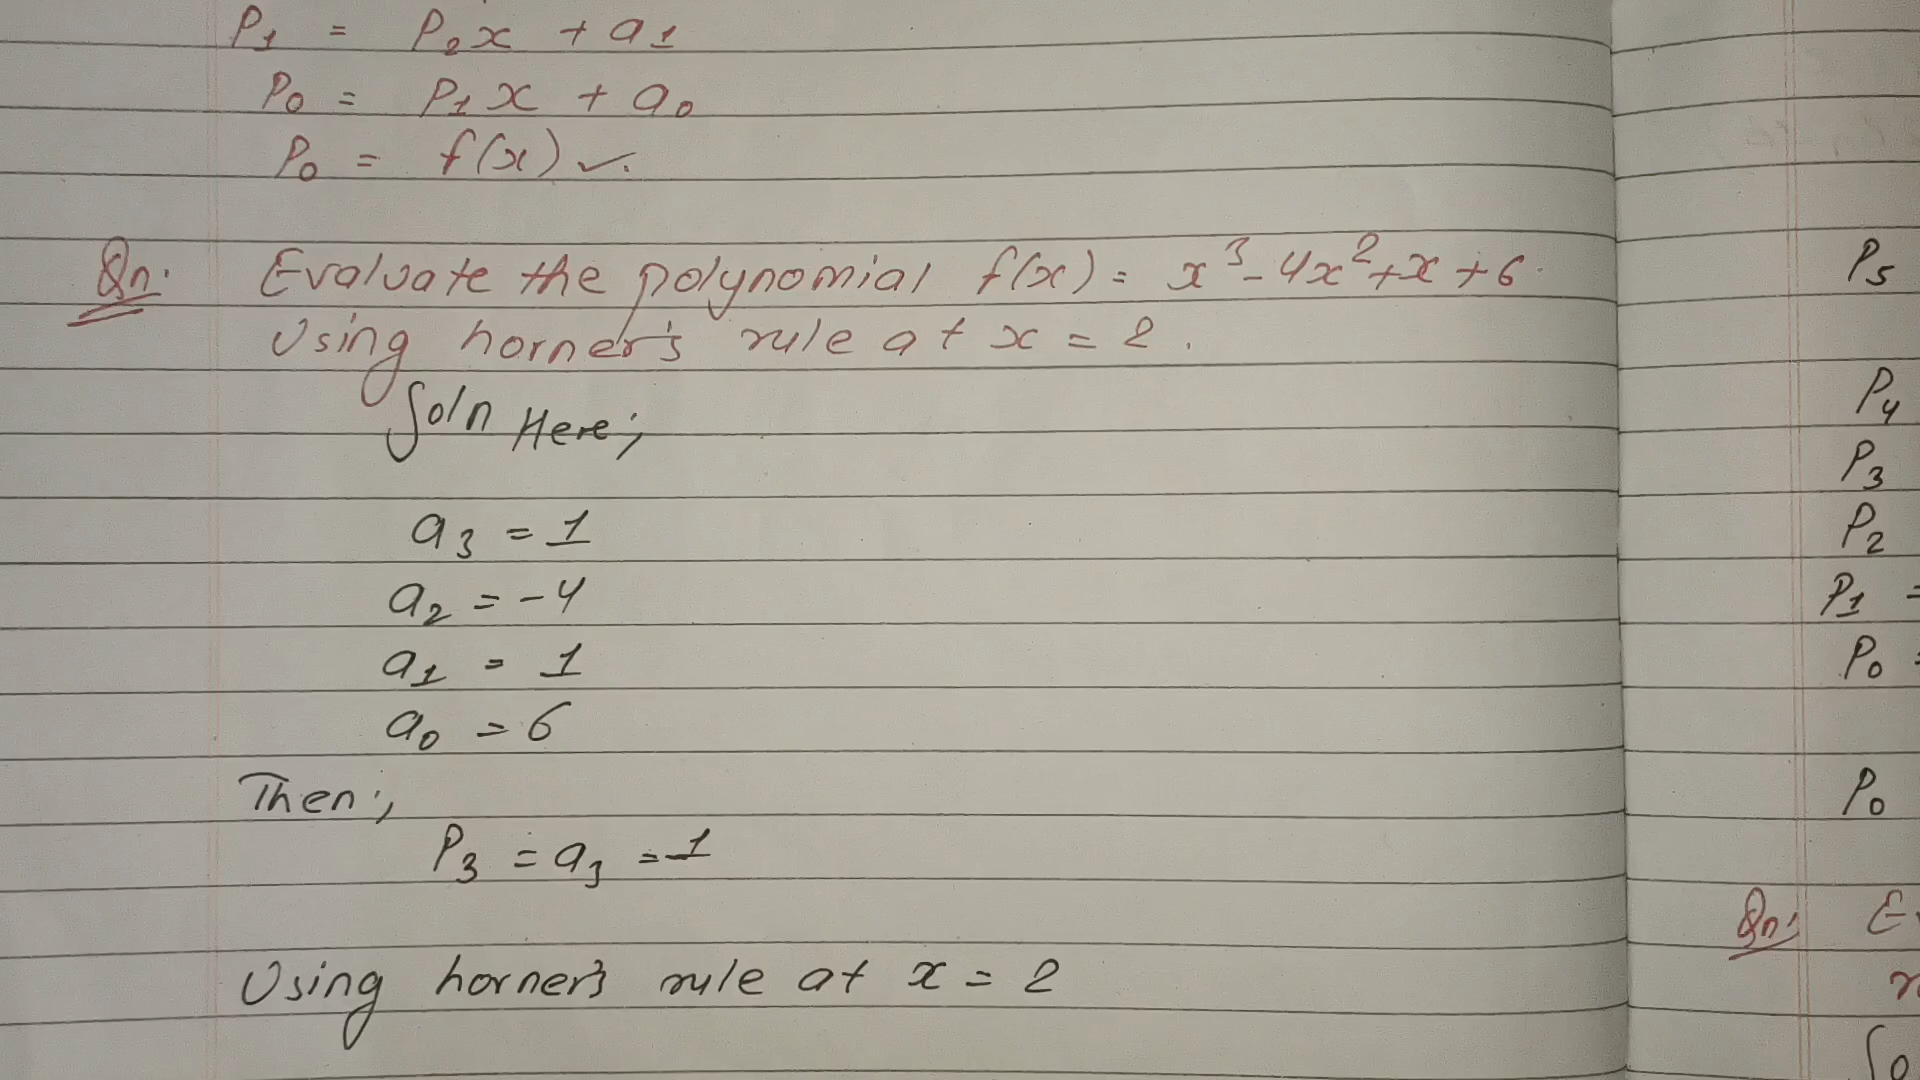 P₁ = P₂x + a₁
P₀ = P₁x + a₀
P₀ = f(x) ✓.
Qn: Evaluate the polynomial f(x) = x³ - 4x² + x + 6.
Using horner's rule at x = 2.
Soln Here;
a₃ = 1
a₂ = -4
a₁ = 1
a₀ = 6
Then;,
P₃ = a₃ = 1
Using horner's rule at x = 2
P₅
P₄
P₃
P₂
P₁ =
P₀ =
P₀
Qn: